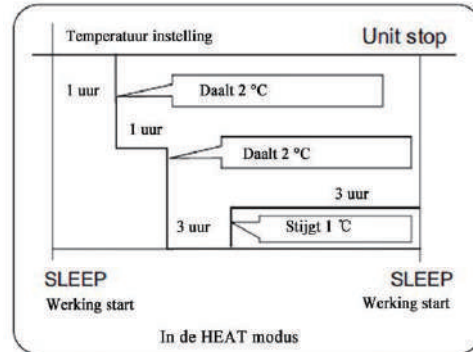 Temperatuur instelling
Unit stop
1 uur
Daalt 2 °C
1 uur
Daalt 2 °C
3 uur
3 uur
Stijgt 1 ℃
SLEEP
SLEEP
Werking start
Werking start
In de HEAT modus